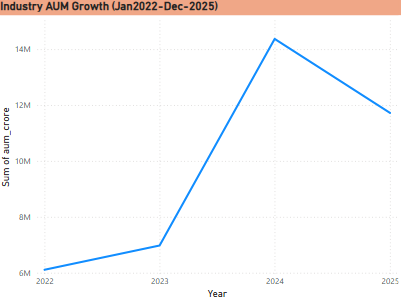 Industry AUM Growth (Jan2022-Dec-2025)
14M
12M
10M
8M
6M
Sum of aum_crore
2022 2023 2024 2025
Year